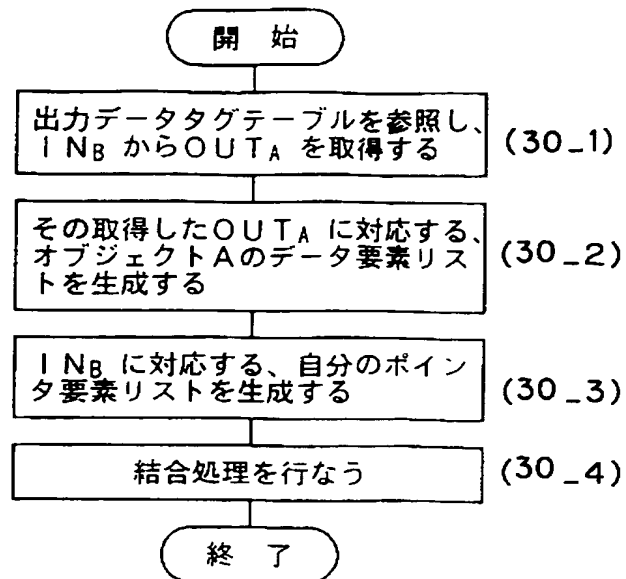 開 始
出力データタグテーブルを参照し、
INB からOUTA を取得する
(30_1)
その取得したOUTA に対応する、
オブジェクトAのデータ要素リス
トを生成する
(30_2)
INB に対応する、自分のポイン
タ要素リストを生成する
(30_3)
結合処理を行なう
(30_4)
終 了